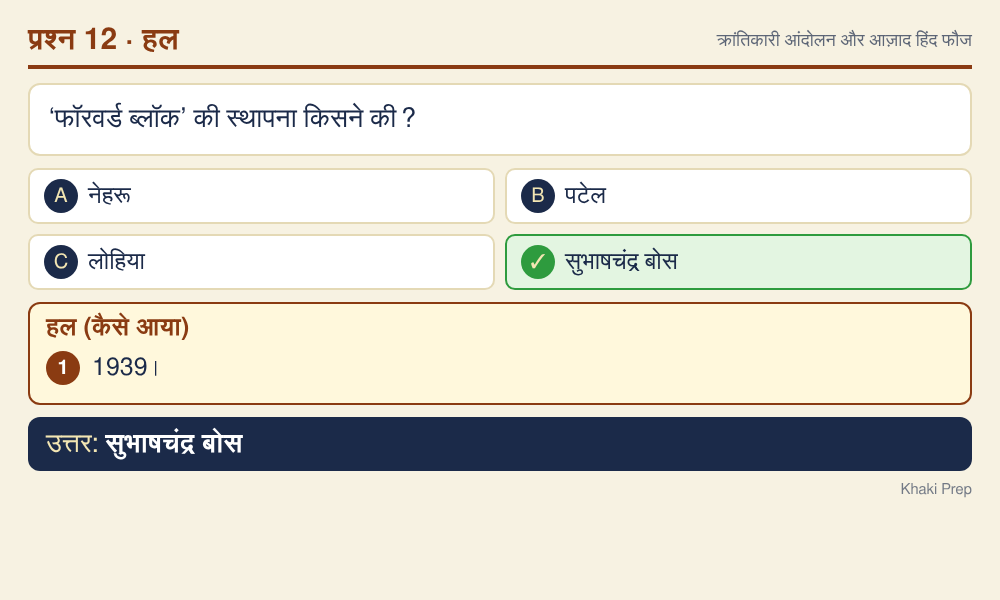 प्रश्न 12 · हल
क्रांतिकारी आंदोलन और आज़ाद हिंद फौज
‘फॉरवर्ड ब्लॉक’ की स्थापना किसने की ?
A नेहरू
B पटेल
C लोहिया
✓ सुभाषचंद्र बोस
हल (कैसे आया)
1 1939।
उत्तर: सुभाषचंद्र बोस
Khaki Prep